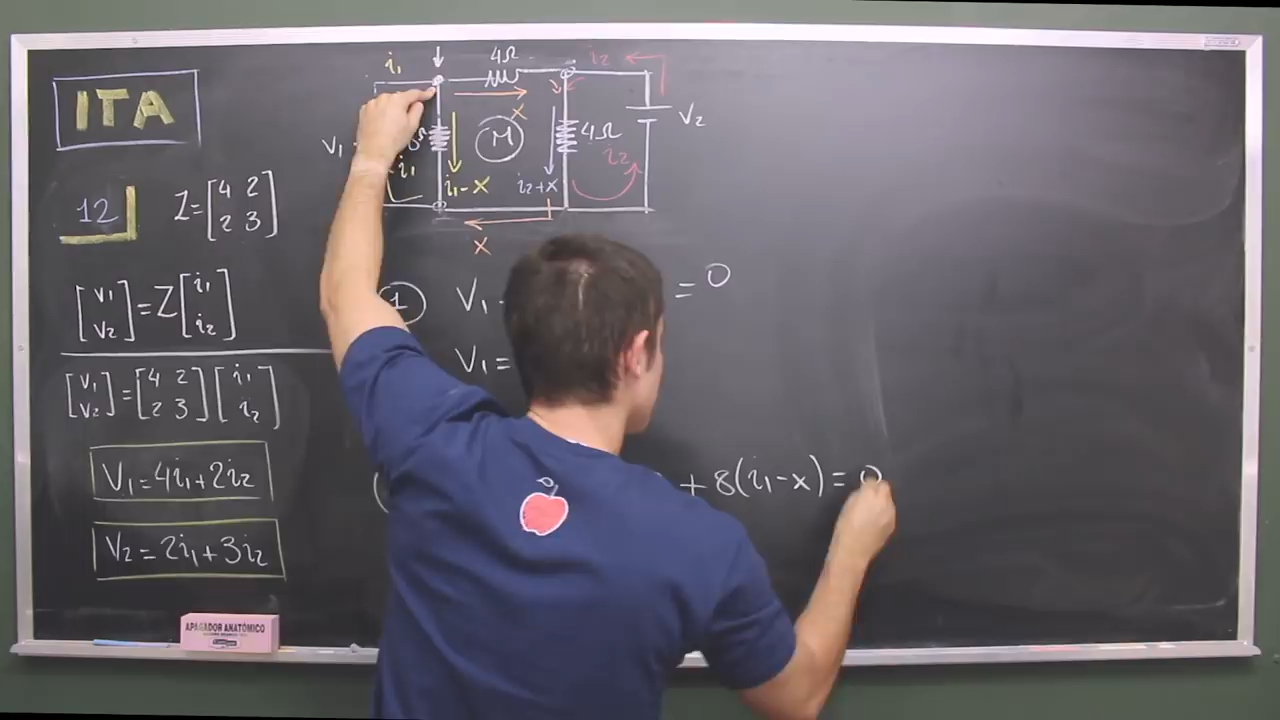 ITA
12
Z = [4 2
2 3]
[V1
V2] = Z [i1
i2]
[V1
V2] = [4 2
2 3] [i1
i2]
V1 = 4i1 + 2i2
V2 = 2i1 + 3i2
APAGADOR ANATÓMICO
i1
4Ω
i2
x
V1
M
4Ω
V2
i1
i1 - x
i2 + x
i2
x
1
V1 -
= 0
V1 =
+ 8(i1 - x) = 0